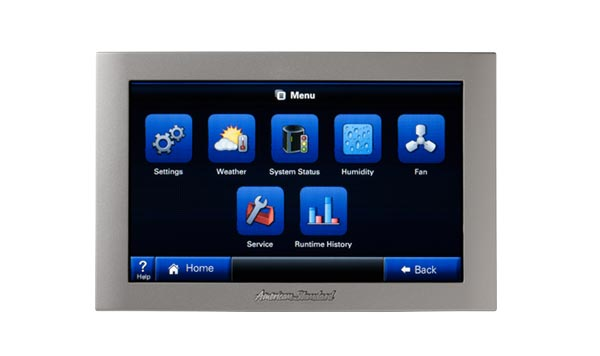 Menu
Settings
Weather
System Status
Humidity
Fan
Service
Runtime History
?
Help
Home
Back
American Standard